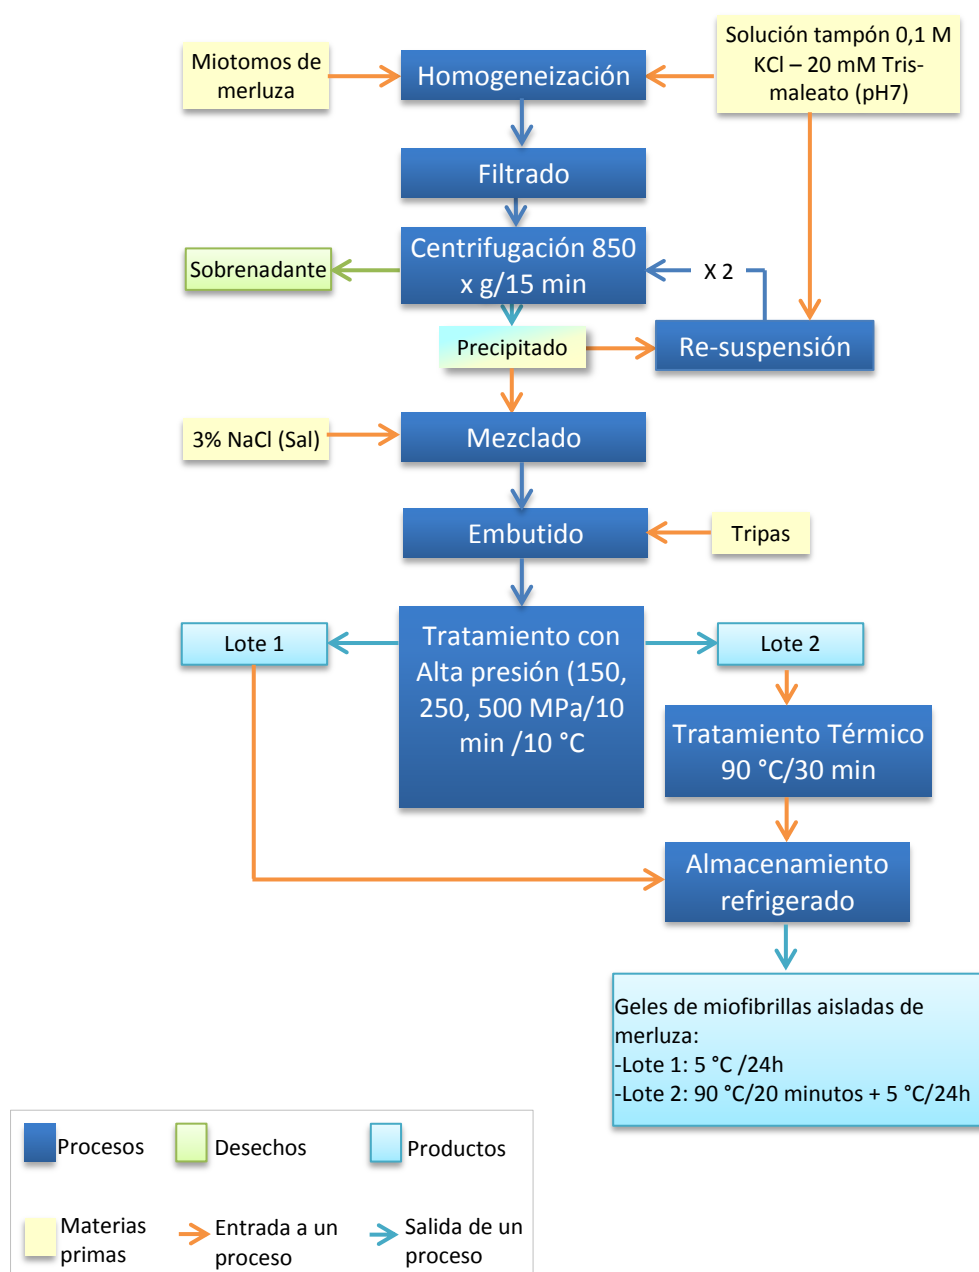 Miotomos de
merluza
Homogeneización
Solución tampón 0,1 M
KCl – 20 mM Tris-
maleato (pH7)
Filtrado
Sobrenadante
Centrifugación 850
x g/15 min
X 2
Precipitado
Re-suspensión
3% NaCl (Sal)
Mezclado
Embutido
Tripas
Lote 1
Tratamiento con
Alta presión (150,
250, 500 MPa/10
min /10 °C
Lote 2
Tratamiento Térmico
90 °C/30 min
Almacenamiento
refrigerado
Geles de miofibrillas aisladas de
merluza:
-Lote 1: 5 °C /24h
-Lote 2: 90 °C/20 minutos + 5 °C/24h
Procesos
Desechos
Productos
Materias
primas
Entrada a un
proceso
Salida de un
proceso